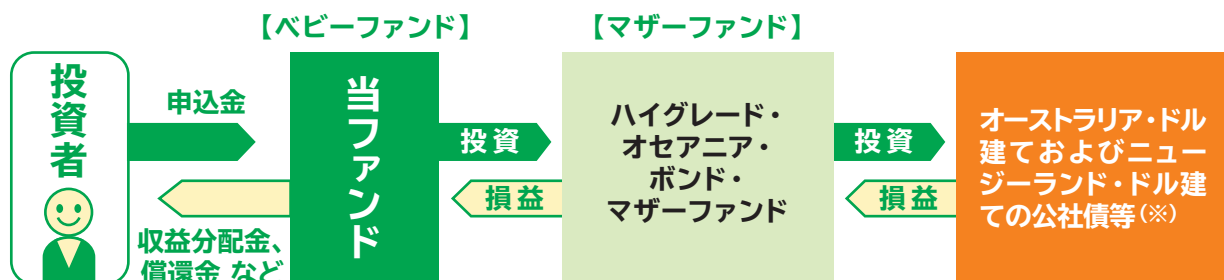 【ベビーファンド】
【マザーファンド】
投資者
申込金
収益分配金、
償還金 など
当ファンド
投資
損益
ハイグレード・
オセアニア・
ボンド・
マザーファンド
投資
損益
オーストラリア・ドル
建ておよびニュー
ジーランド・ドル建
ての公社債等(※)